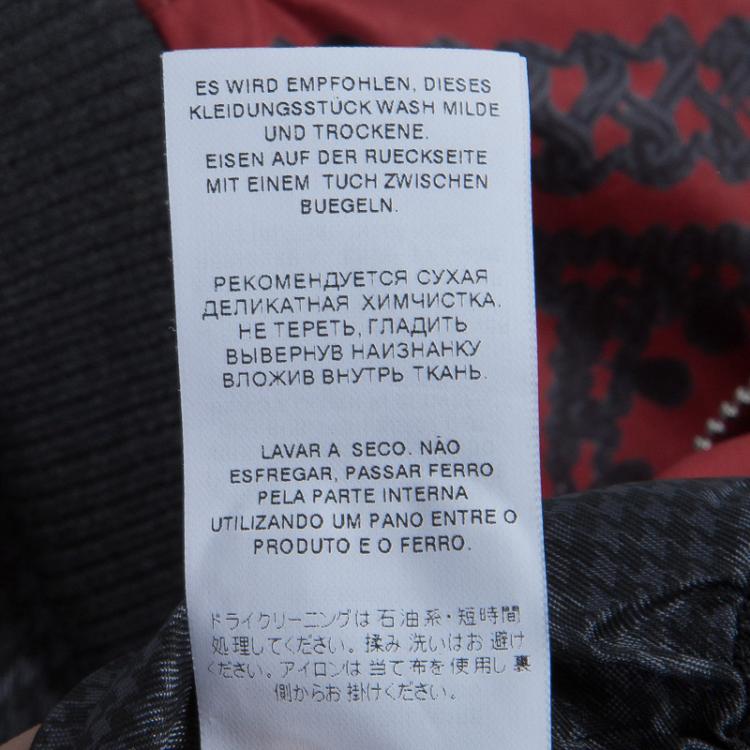 ES WIRD EMPFOHLEN, DIESES
KLEIDUNGSSTÜCK WASH MILDE
UND TROCKENE.
EISEN AUF DER RUECKSEITE
MIT EINEM TUCH ZWISCHEN
BUEGELN.
РЕКОМЕНДУЕТСЯ СУХАЯ
ДЕЛИКАТНАЯ ХИМЧИСТКА.
НЕ ТЕРЕТЬ, ГЛАДИТЬ
ВЫВЕРНУВ НАИЗНАНКУ
ВЛОЖИВ ВНУТРЬ ТКАНЬ.
LAVAR A SECO. NÃO
ESFREGAR, PASSAR FERRO
PELA PARTE INTERNA
UTILIZANDO UM PANO ENTRE O
PRODUTO E O FERRO.
ドライクリーニングは石油系・短時間
処理してください。揉み洗いはお避け
ください。アイロンは当て布を使用し裏
側からお掛けください。